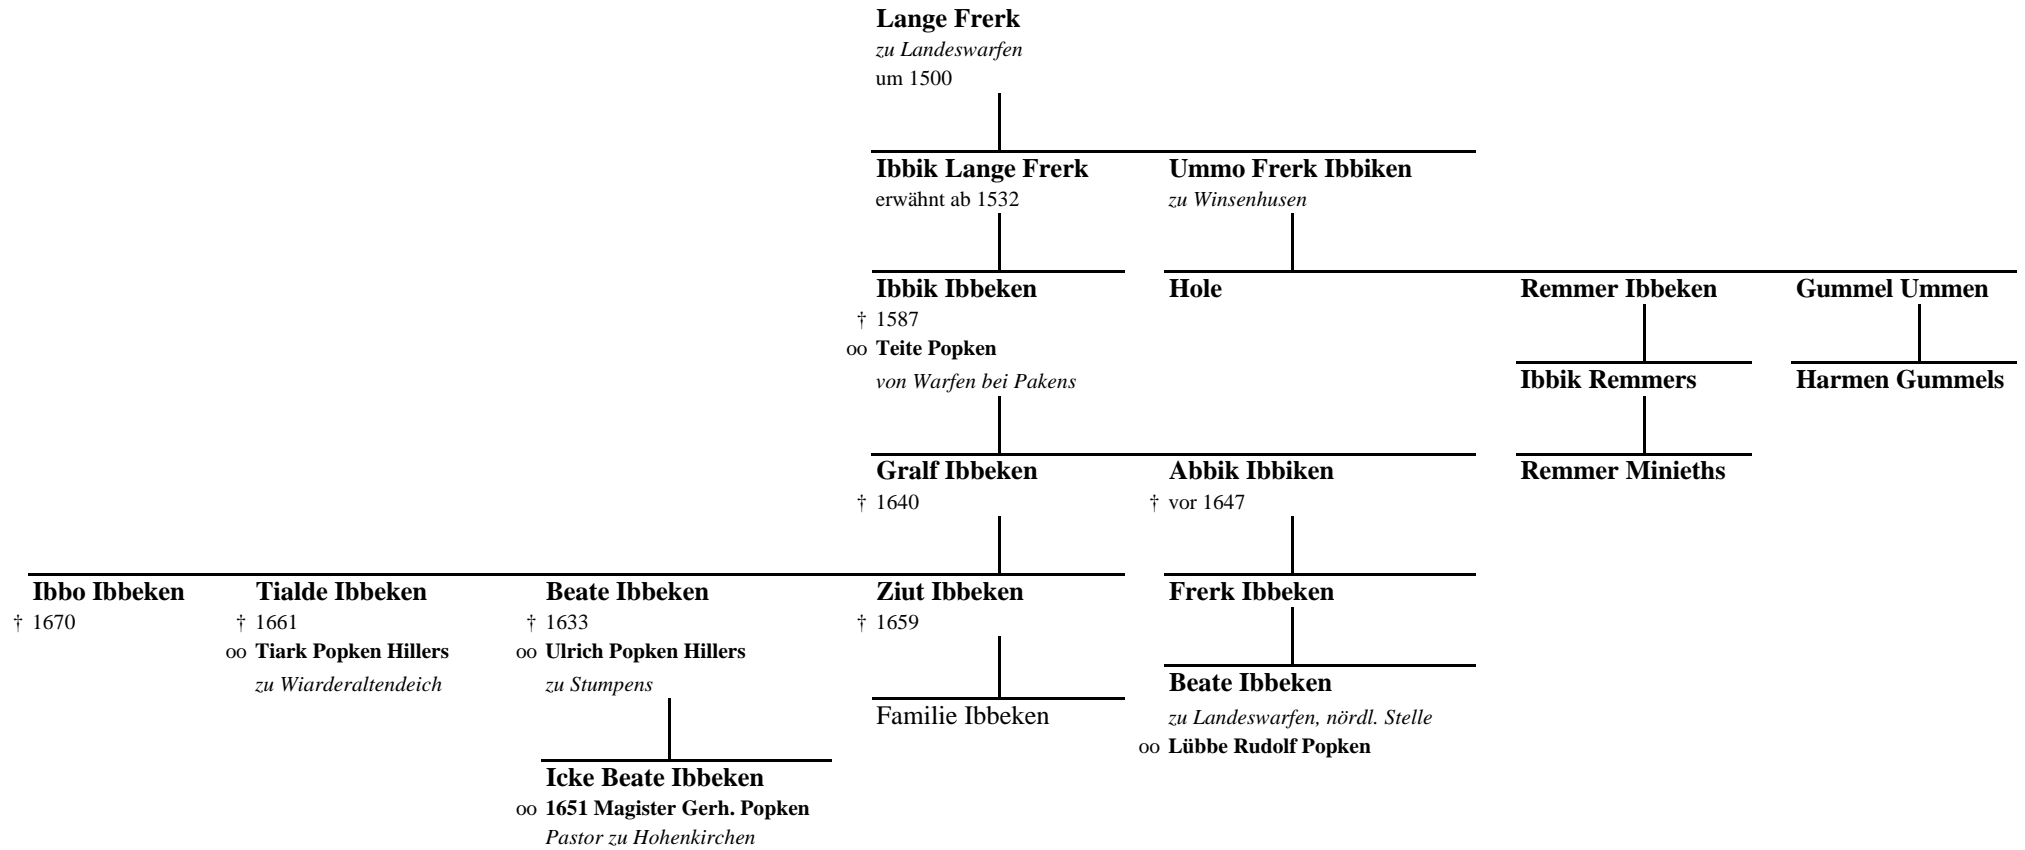 Lange Frerk
zu Landeswarfen
um 1500
Ibbik Lange Frerk
erwähnt ab 1532
Ummo Frerk Ibbiken
zu Winsenhusen
Ibbik Ibbeken
† 1587
oo Teite Popken
von Warfen bei Pakens
Hole
Remmer Ibbeken
Gummel Ummen
Ibbik Remmers
Harmen Gummels
Remmer Minieths
Gralf Ibbeken
† 1640
Abbik Ibbiken
† vor 1647
Ibbo Ibbeken
† 1670
Tialde Ibbeken
† 1661
oo Tiark Popken Hillers
zu Wiarderaltendeich
Beate Ibbeken
† 1633
oo Ulrich Popken Hillers
zu Stumpens
Ziut Ibbeken
† 1659
Familie Ibbeken
Frerk Ibbeken
Beate Ibbeken
zu Landeswarfen, nördl. Stelle
oo Lübbe Rudolf Popken
Icke Beate Ibbeken
oo 1651 Magister Gerh. Popken
Pastor zu Hohenkirchen